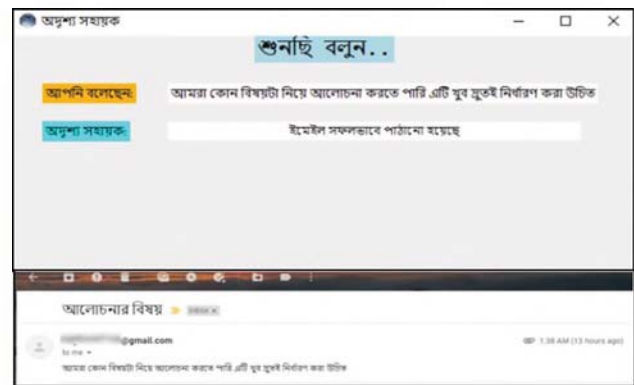 অদৃশ্য সহায়ক
শুনছি বলুন..
আপনি বলেছেন: আমরা কোন বিষয়টা নিয়ে আলোচনা করতে পারি এটি খুব দ্রুতই নির্ধারণ করা উচিত
অদৃশ্য সহায়ক: ইমেইল সফলভাবে পাঠানো হয়েছে
আলোচনার বিষয় Inbox x
@gmail.com 1:38 AM (13 hours ago)
to me
আমরা কোন বিষয়টা নিয়ে আলোচনা করতে পারি এটি খুব দ্রুতই নির্ধারণ করা উচিত